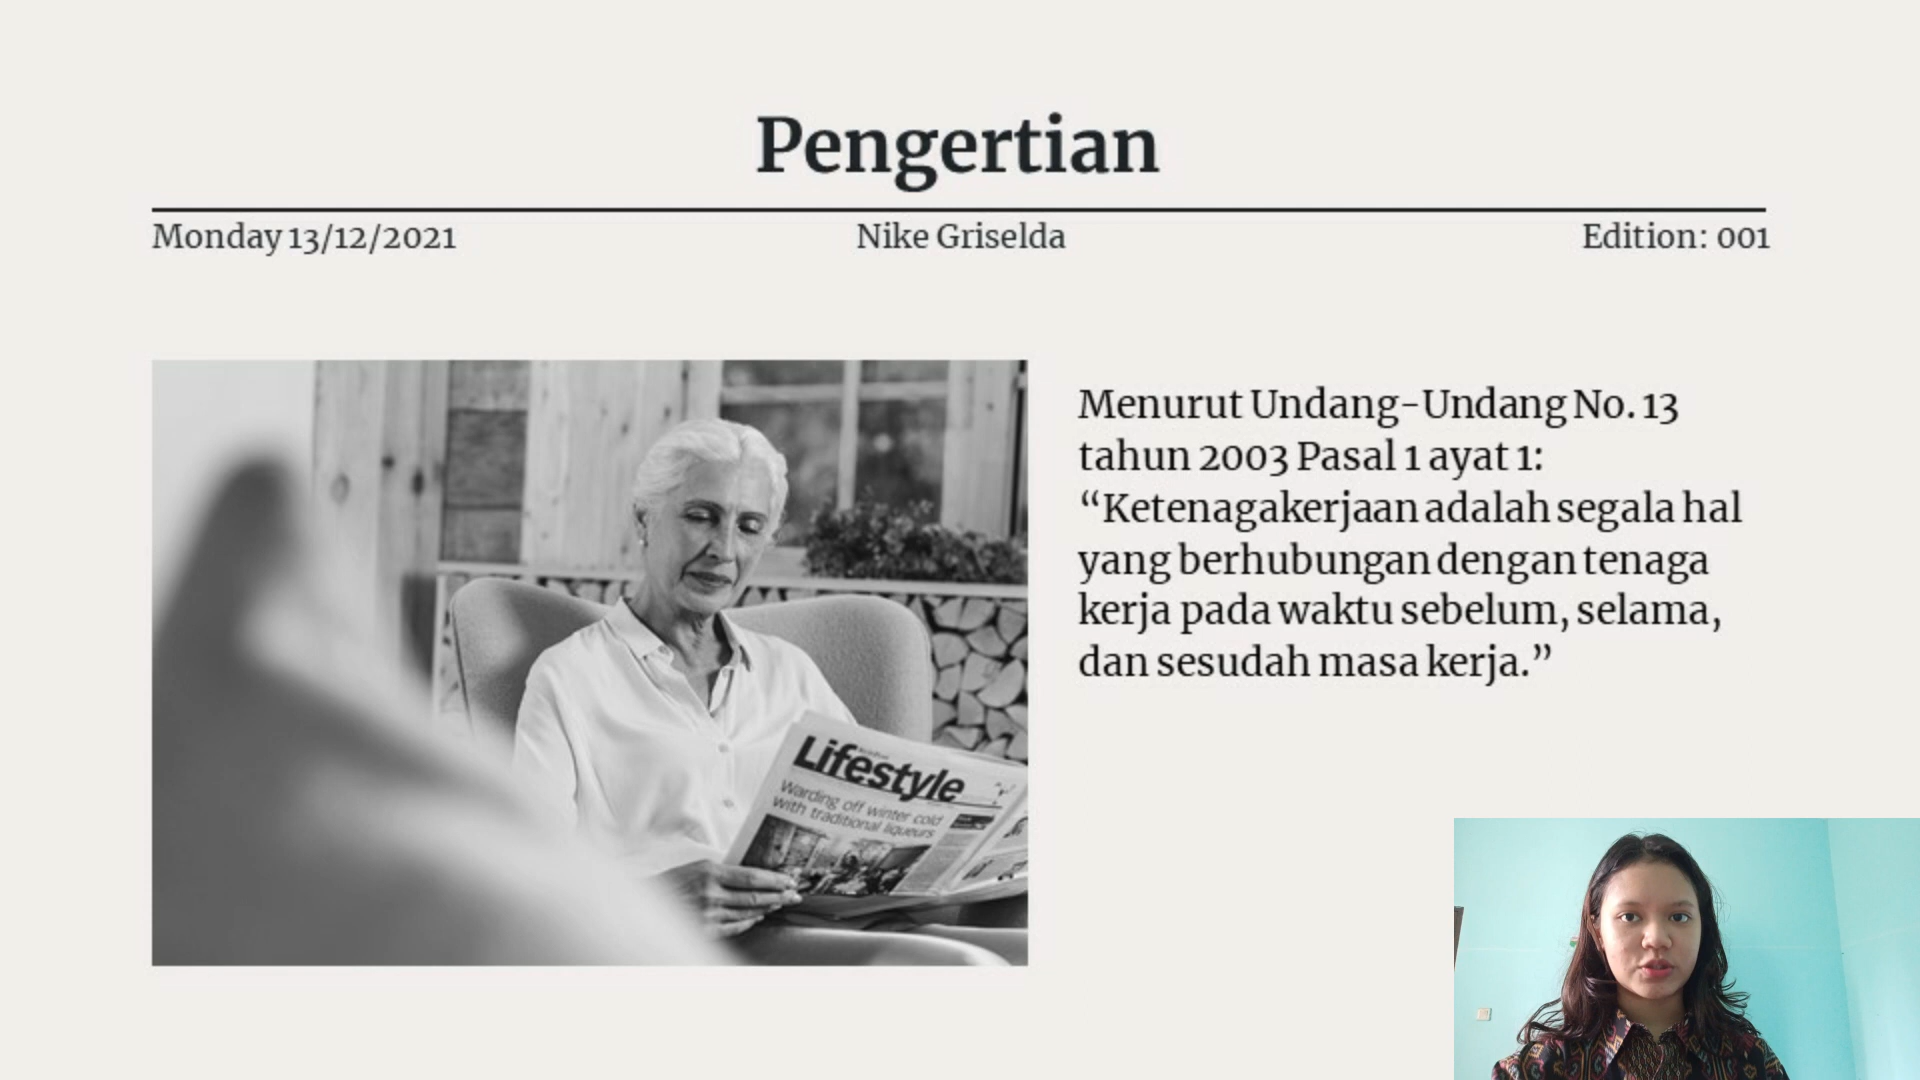 Pengertian
Monday 13/12/2021
Nike Griselda
Edition: 001
Menurut Undang-Undang No. 13
tahun 2003 Pasal 1 ayat 1:
“Ketenagakerjaan adalah segala hal
yang berhubungan dengan tenaga
kerja pada waktu sebelum, selama,
dan sesudah masa kerja.”
Lifestyle
Warding off winter cold
with traditional liqueurs